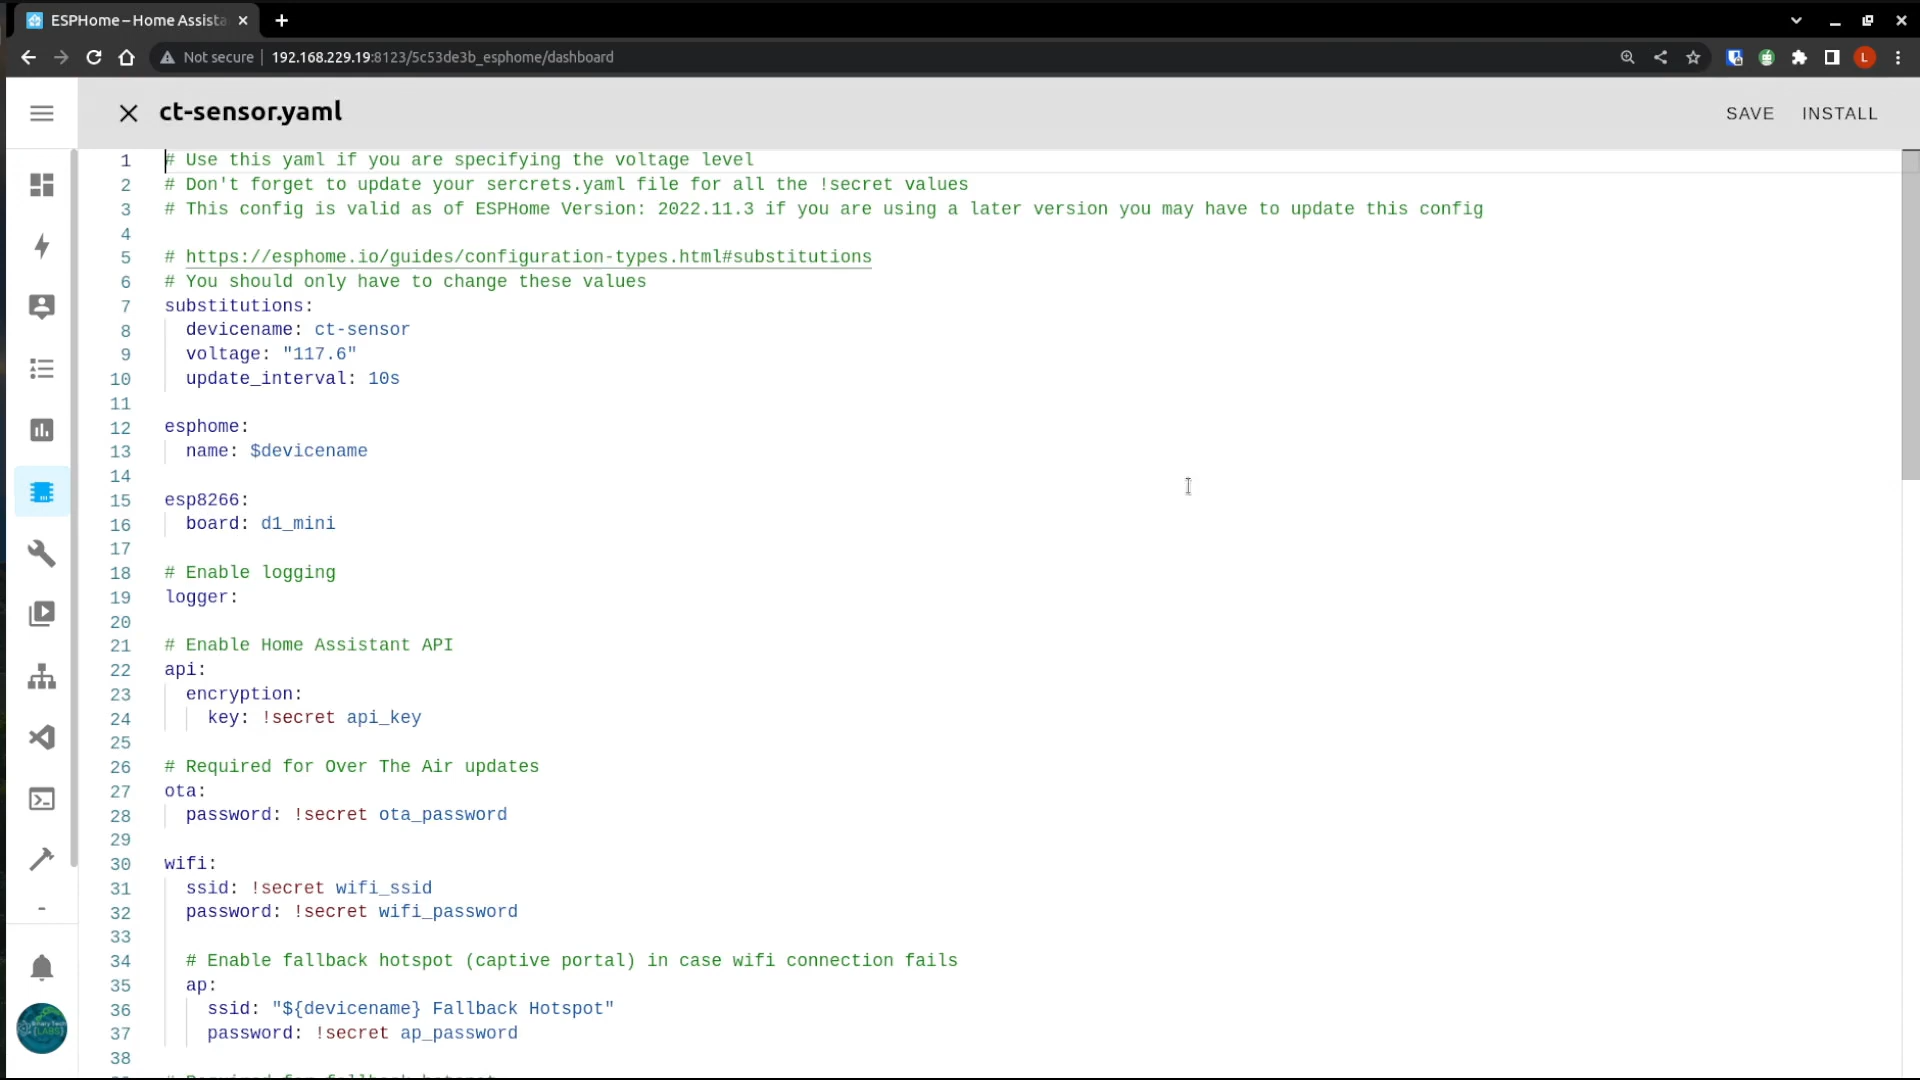 ESPHome – Home Assista
Not secure
192.168.229.19:8123/5c53de3b_esphome/dashboard
L
ct-sensor.yaml
SAVE
INSTALL
1 # Use this yaml if you are specifying the voltage level
2 # Don't forget to update your sercrets.yaml file for all the !secret values
3 # This config is valid as of ESPHome Version: 2022.11.3 if you are using a later version you may have to update this config
4
5 # https://esphome.io/guides/configuration-types.html#substitutions
6 # You should only have to change these values
7 substitutions:
8   devicename: ct-sensor
9   voltage: "117.6"
10   update_interval: 10s
11
12 esphome:
13   name: $devicename
14
15 esp8266:
16   board: d1_mini
17
18 # Enable logging
19 logger:
20
21 # Enable Home Assistant API
22 api:
23   encryption:
24     key: !secret api_key
25
26 # Required for Over The Air updates
27 ota:
28   password: !secret ota_password
29
30 wifi:
31   ssid: !secret wifi_ssid
32   password: !secret wifi_password
33
34   # Enable fallback hotspot (captive portal) in case wifi connection fails
35   ap:
36     ssid: "${devicename} Fallback Hotspot"
37     password: !secret ap_password
38
# Required for fallback hotspot